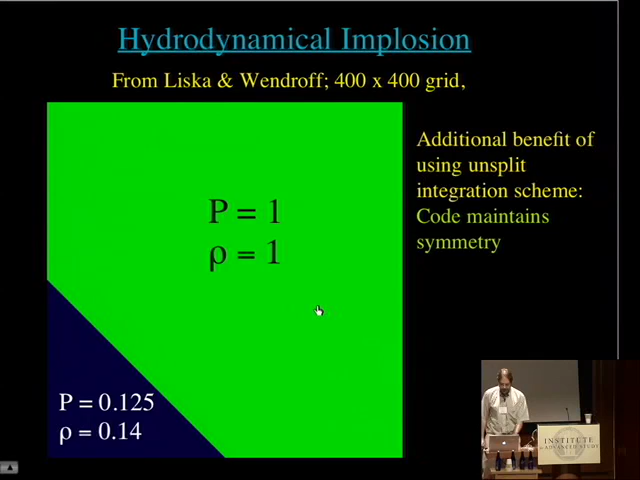 Hydrodynamical Implosion
From Liska & Wendroff; 400 x 400 grid,
Additional benefit of
using unsplit
integration scheme:
Code maintains
symmetry
P = 1
ρ = 1
P = 0.125
ρ = 0.14
INSTITUTE
for ADVANCED STUDY